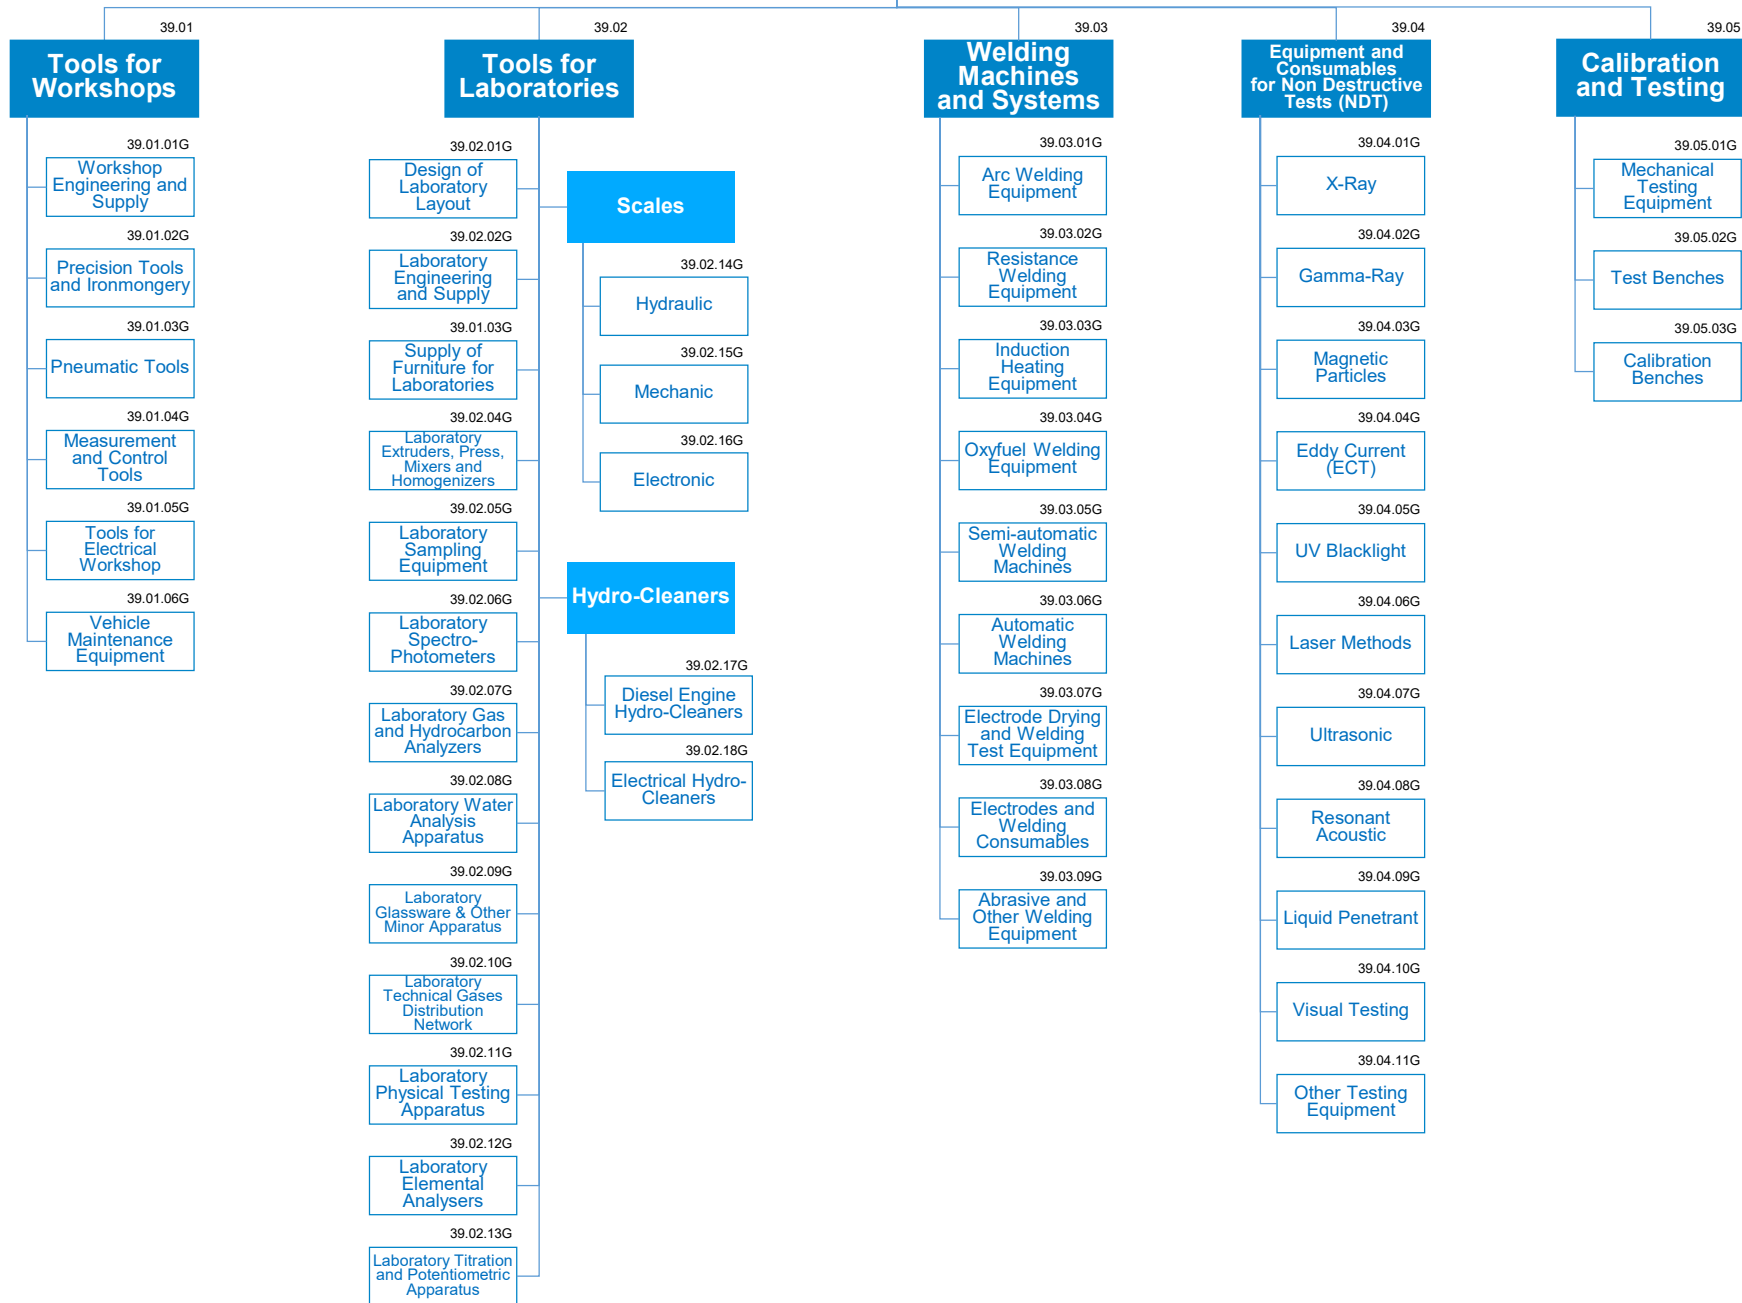 39.01
Tools for
Workshops
39.01.01G
Workshop
Engineering and
Supply
39.01.02G
Precision Tools
and Ironmongery
39.01.03G
Pneumatic Tools
39.01.04G
Measurement
and Control
Tools
39.01.05G
Tools for
Electrical
Workshop
39.01.06G
Vehicle
Maintenance
Equipment
39.02
Tools for
Laboratories
39.02.01G
Design of
Laboratory
Layout
39.02.02G
Laboratory
Engineering
and Supply
39.01.03G
Supply of
Furniture for
Laboratories
39.02.04G
Laboratory
Extruders, Press,
Mixers and
Homogenizers
39.02.05G
Laboratory
Sampling
Equipment
39.02.06G
Laboratory
Spectro-
Photometers
39.02.07G
Laboratory Gas
and Hydrocarbon
Analyzers
39.02.08G
Laboratory Water
Analysis
Apparatus
39.02.09G
Laboratory
Glassware & Other
Minor Apparatus
39.02.10G
Laboratory
Technical Gases
Distribution
Network
39.02.11G
Laboratory
Physical Testing
Apparatus
39.02.12G
Laboratory
Elemental
Analysers
39.02.13G
Laboratory Titration
and Potentiometric
Apparatus
Scales
39.02.14G
Hydraulic
39.02.15G
Mechanic
39.02.16G
Electronic
Hydro-Cleaners
39.02.17G
Diesel Engine
Hydro-Cleaners
39.02.18G
Electrical Hydro-
Cleaners
39.03
Welding
Machines
and Systems
39.03.01G
Arc Welding
Equipment
39.03.02G
Resistance
Welding
Equipment
39.03.03G
Induction
Heating
Equipment
39.03.04G
Oxyfuel Welding
Equipment
39.03.05G
Semi-automatic
Welding
Machines
39.03.06G
Automatic
Welding
Machines
39.03.07G
Electrode Drying
and Welding
Test Equipment
39.03.08G
Electrodes and
Welding
Consumables
39.03.09G
Abrasive and
Other Welding
Equipment
39.04
Equipment and
Consumables
for Non Destructive
Tests (NDT)
39.04.01G
X-Ray
39.04.02G
Gamma-Ray
39.04.03G
Magnetic
Particles
39.04.04G
Eddy Current
(ECT)
39.04.05G
UV Blacklight
39.04.06G
Laser Methods
39.04.07G
Ultrasonic
39.04.08G
Resonant
Acoustic
39.04.09G
Liquid Penetrant
39.04.10G
Visual Testing
39.04.11G
Other Testing
Equipment
39.05
Calibration
and Testing
39.05.01G
Mechanical
Testing
Equipment
39.05.02G
Test Benches
39.05.03G
Calibration
Benches